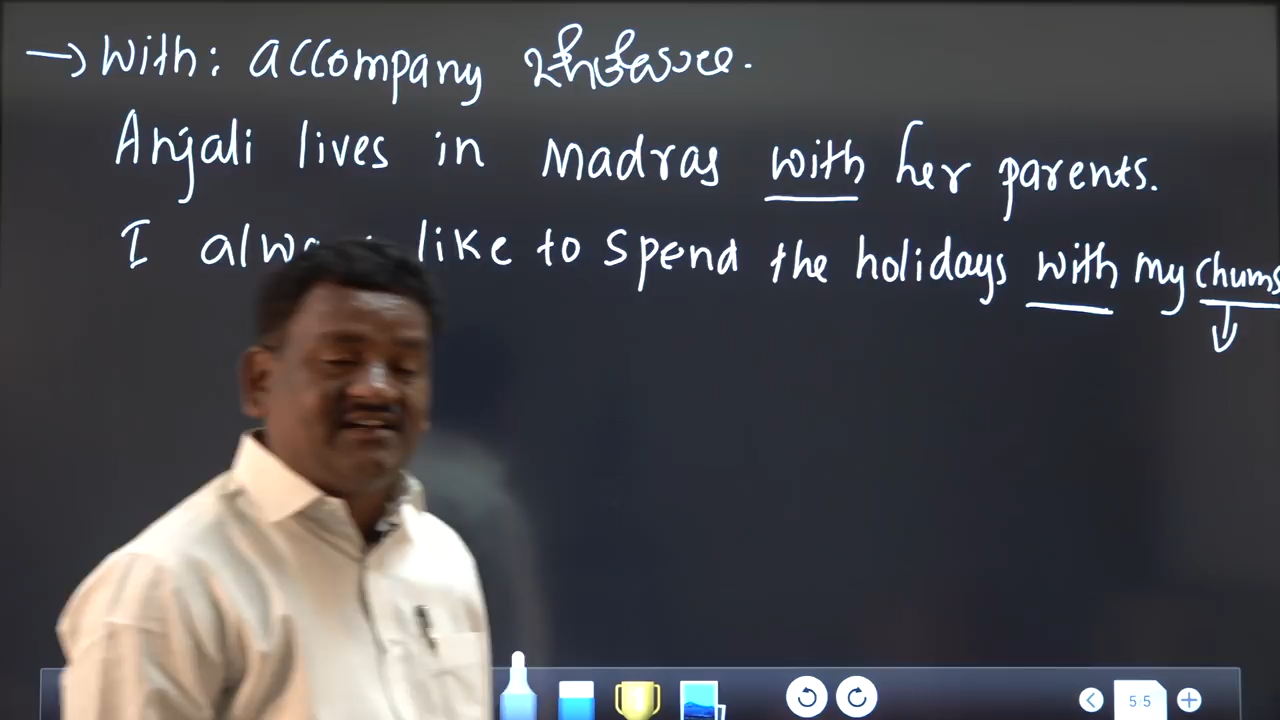 → With: accompany
Anjali lives in Madras with her parents.
I like to spend the holidays with my chums
55